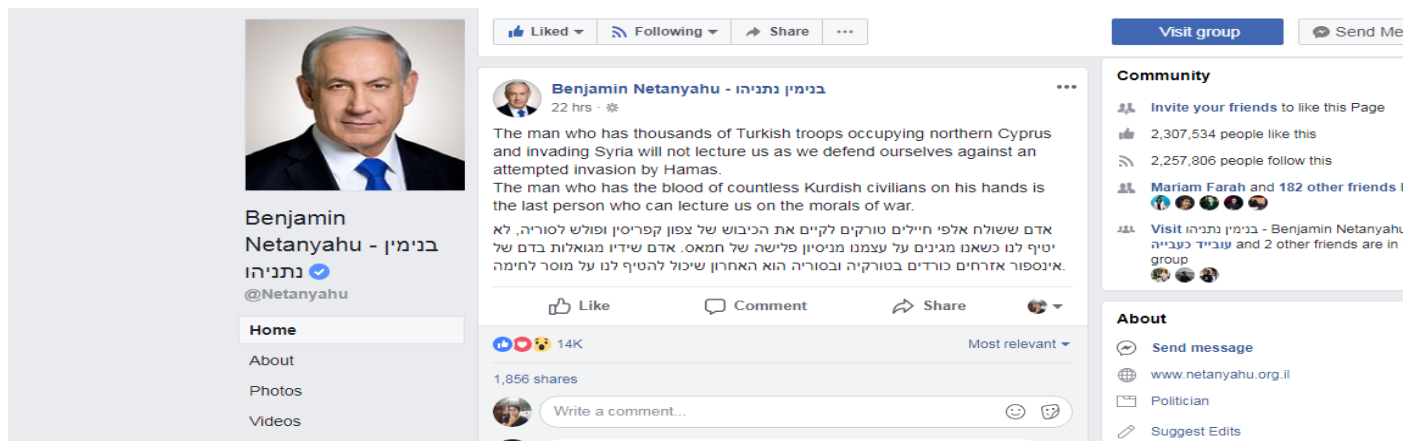 Liked
Following
Share
Visit group
Send Me
Benjamin
Netanyahu - בנימין
נתניהו
@Netanyahu
Home
About
Photos
Videos
Benjamin Netanyahu - בנימין נתניהו
22 hrs ·
The man who has thousands of Turkish troops occupying northern Cyprus
and invading Syria will not lecture us as we defend ourselves against an
attempted invasion by Hamas.
The man who has the blood of countless Kurdish civilians on his hands is
the last person who can lecture us on the morals of war.
אדם ששולח אלפי חיילים טורקים לקיים את הכיבוש של צפון קפריסין ופולש לסוריה, לא
יטיף לנו כשאנו מגינים על עצמנו מניסיון פלישה של חמאס. אדם שידיו מגואלות בדם של
אינספור אזרחים כורדים בטורקיה ובסוריה הוא האחרון שיכול להטיף לנו על מוסר לחימה.
Like
Comment
Share
14K
Most relevant
1,856 shares
Write a comment...
Community
Invite your friends to like this Page
2,307,534 people like this
2,257,806 people follow this
Mariam Farah and 182 other friends l
Visit בנימין נתניהו - Benjamin Netanyahu
עובייד כעבייה and 2 other friends are in
group
About
Send message
www.netanyahu.org.il
Politician
Suggest Edits